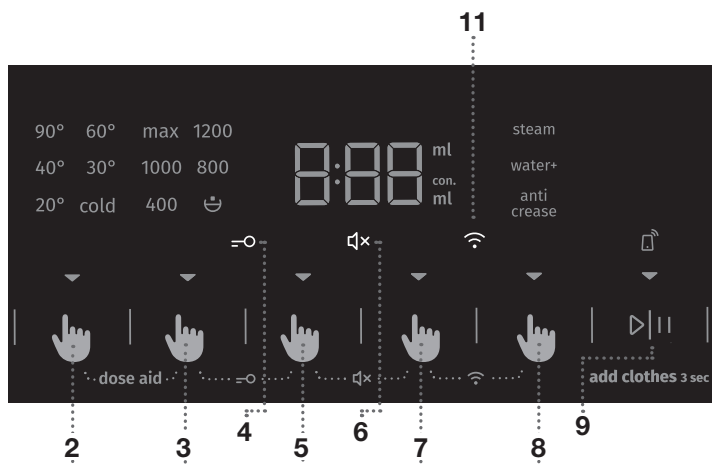 11
90° 60° max 1200
steam
8:88
ml
40° 30° 1000 800
water+
con.
ml
20° cold 400
anti
crease
dose aid
add clothes 3 sec
2
3
4
5
6
7
8
9